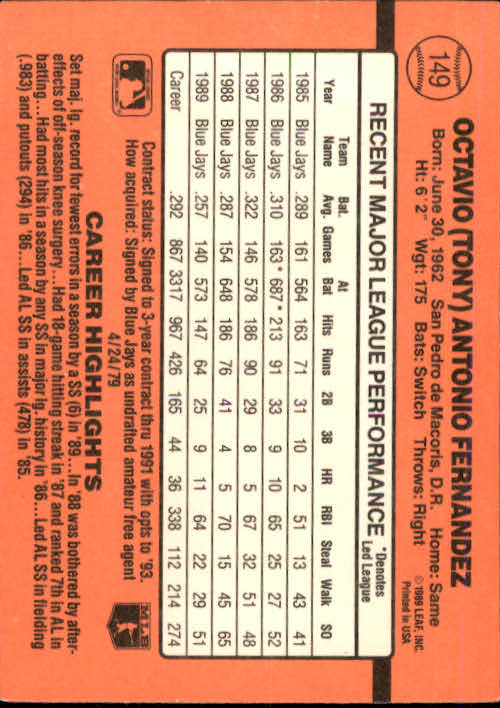 149
OCTAVIO (TONY) ANTONIO FERNANDEZ
Born: June 30, 1962 San Pedro de Macoris, D.R. Home: Same
Ht: 6'2" Wgt: 175 Bats: Switch Throws: Right
© 1989 LEAF, INC.
Printed in USA
RECENT MAJOR LEAGUE PERFORMANCE *Denotes Led League
Year Team Name Bat. Avg. Games At Bat Hits Runs 2B 3B HR RBI Steal Walk SO
1985 Blue Jays .289 161 564 163 71 31 10 2 51 13 43 41
1986 Blue Jays .310 163* 687* 213 91 33 9 10 65 25 27 52
1987 Blue Jays .322 146 578 186 90 29 8 5 67 32 51 48
1988 Blue Jays .287 154 648 186 76 41 4 5 70 15 45 65
1989 Blue Jays .257 140 573 147 64 25 9 11 64 22 29 51
Career .292 867 3317 967 426 165 44 36 338 112 214 274
Contract status: Signed to 3-year contract thru 1991 with opts to '93.
How acquired: Signed by Blue Jays as undrafted amateur free agent
4/24/79
MLB
CAREER HIGHLIGHTS
Set maj. lg. record for fewest errors in a season by a SS (6) in '89...In '88 was bothered by after-
effects of off-season knee surgery...Had 18-game hitting streak in '87 and ranked 7th in AL in
batting...Had most hits in a season by any SS in major lg. history in '86...Led AL SS in fielding
(.983) and putouts (294) in '86...Led AL SS in assists (478) in '85.